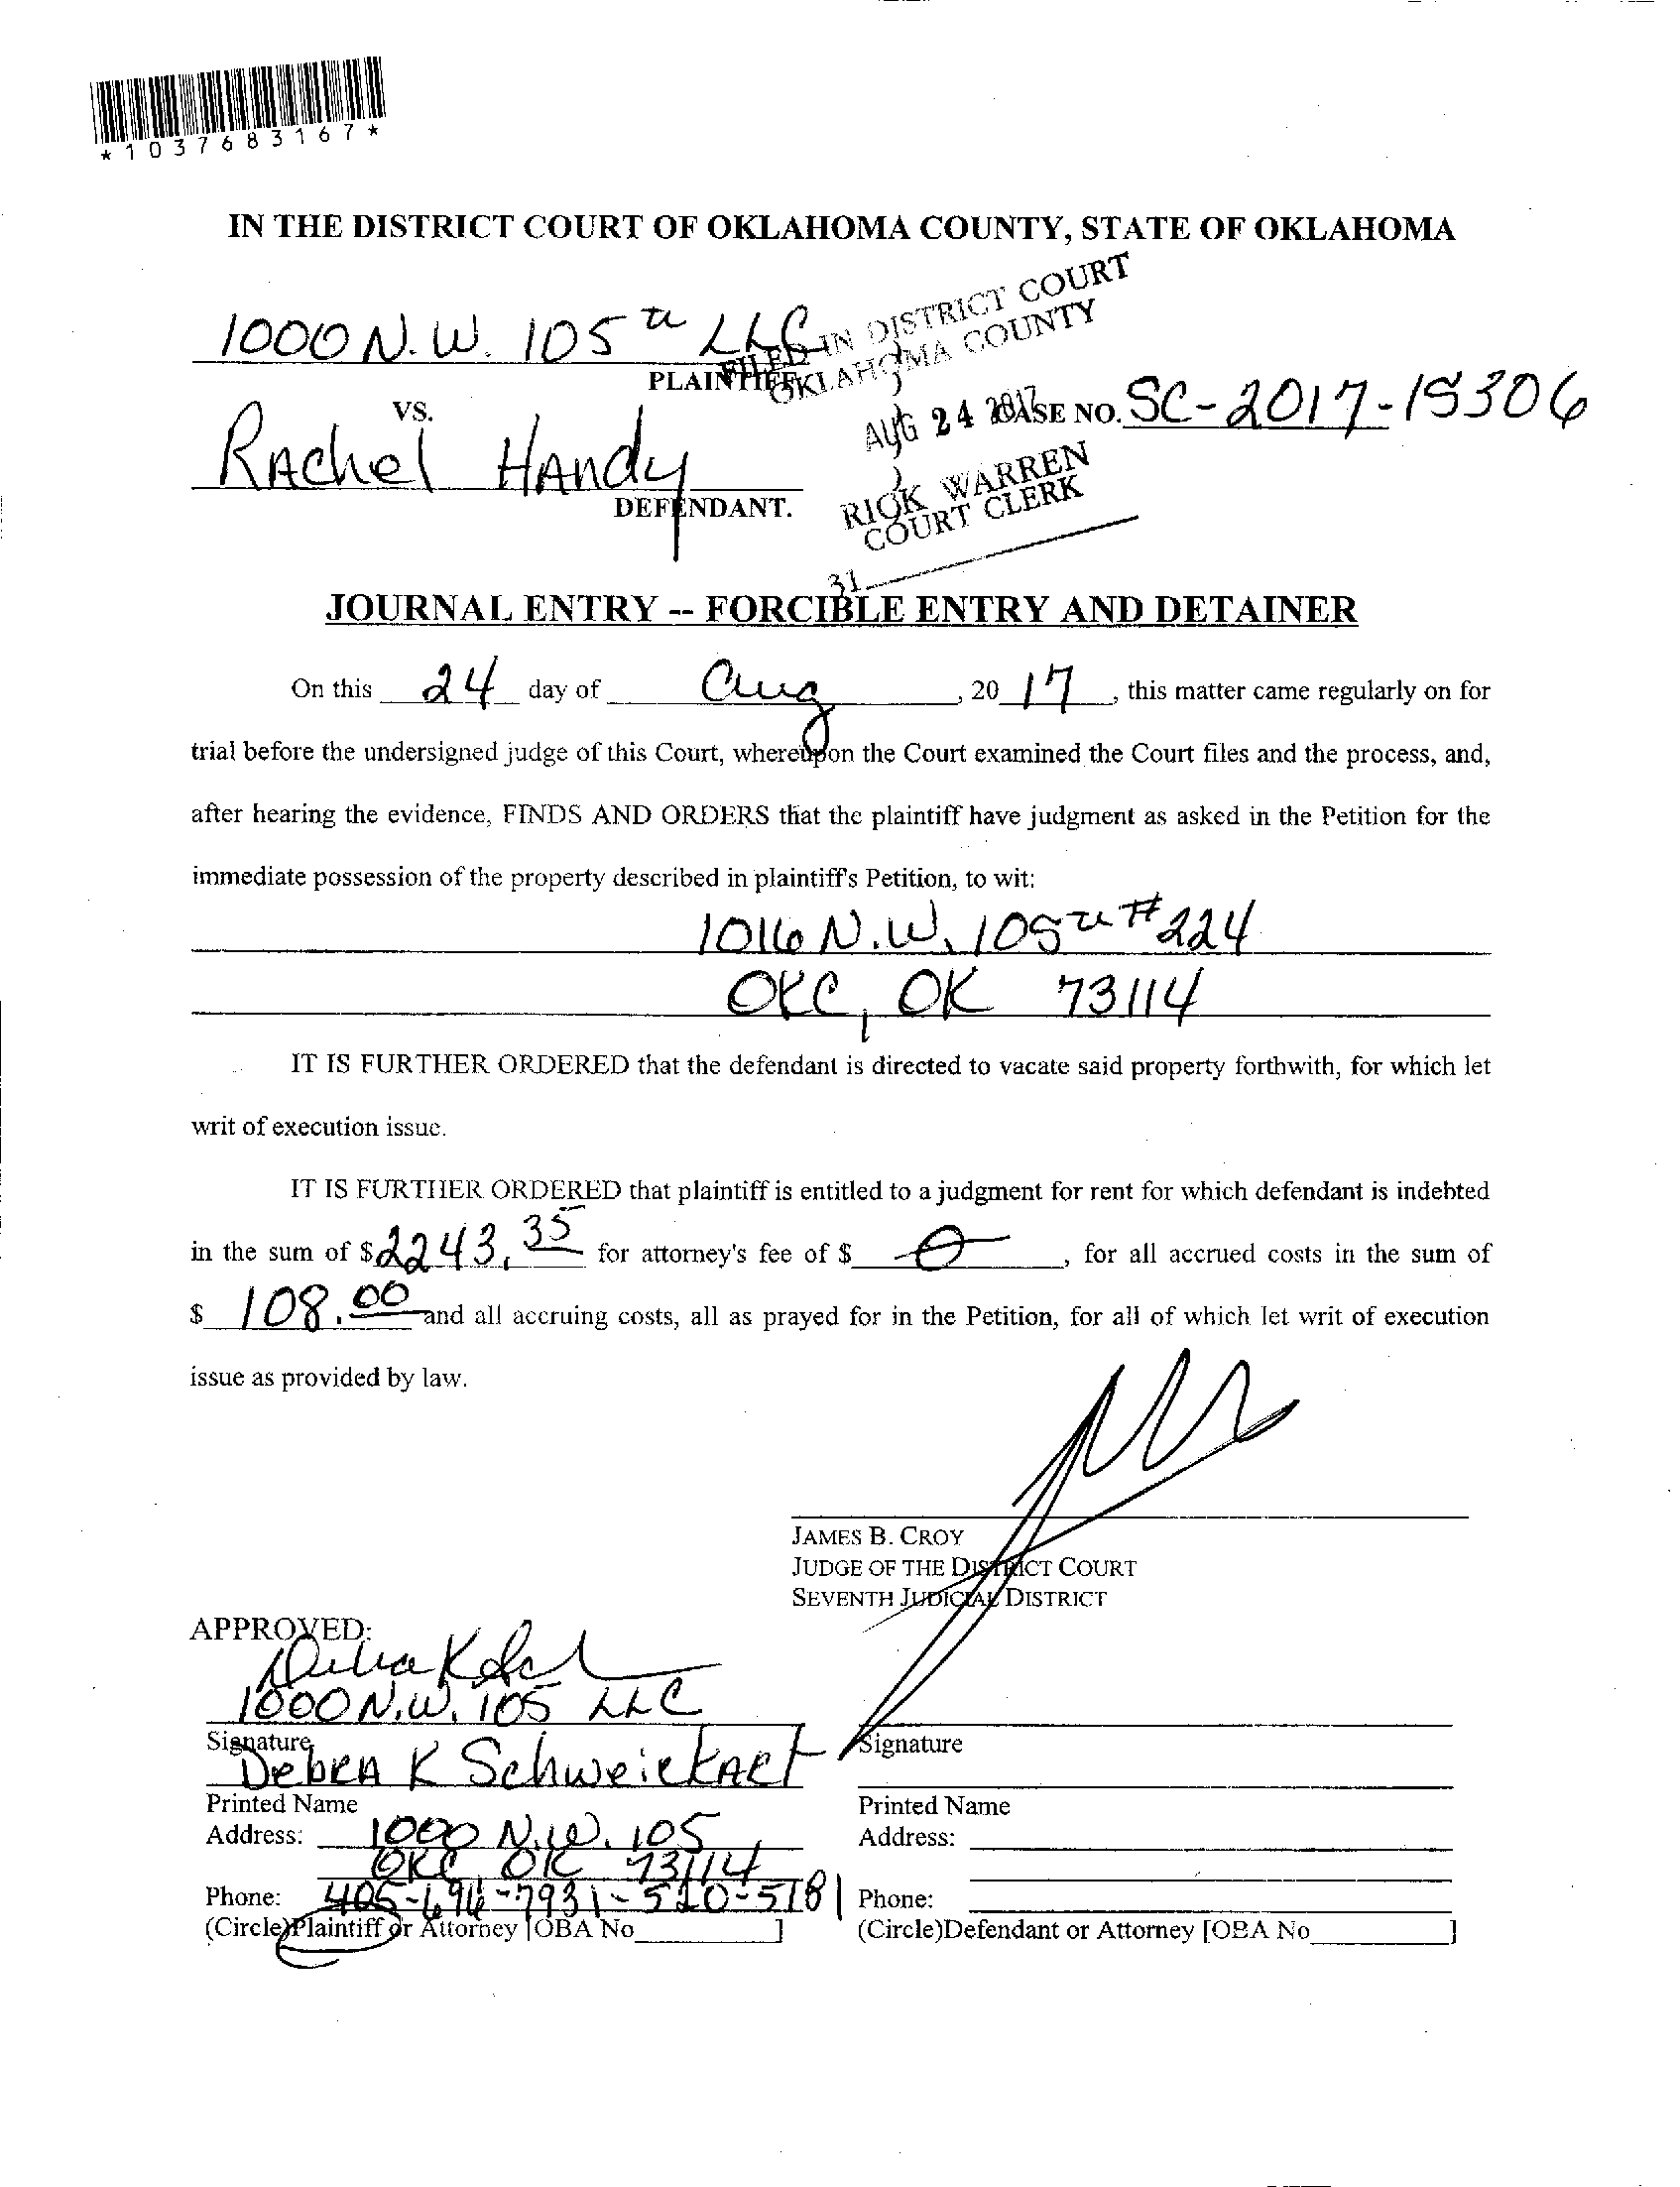 *1037683167*
IN THE DISTRICT COURT OF OKLAHOMA COUNTY, STATE OF OKLAHOMA
1000 N.W. 105th LLC
PLAINTIFF
FILED IN DISTRICT COURT
OKLAHOMA COUNTY
VS.
AUG 24 2017
CASE NO. SC-2017-15306
Rachel Handy
DEFENDANT.
RICK WARREN
COURT CLERK
31
JOURNAL ENTRY -- FORCIBLE ENTRY AND DETAINER
On this 24 day of Aug, 20 17, this matter came regularly on for
trial before the undersigned judge of this Court, whereupon the Court examined the Court files and the process, and,
after hearing the evidence, FINDS AND ORDERS that the plaintiff have judgment as asked in the Petition for the
immediate possession of the property described in plaintiff's Petition, to wit:
1016 N.W. 105th #224
OKC, OK 73114
IT IS FURTHER ORDERED that the defendant is directed to vacate said property forthwith, for which let
writ of execution issue.
IT IS FURTHER ORDERED that plaintiff is entitled to a judgment for rent for which defendant is indebted
in the sum of $2243.35 for attorney's fee of $ 0, for all accrued costs in the sum of
$ 108.00 and all accruing costs, all as prayed for in the Petition, for all of which let writ of execution
issue as provided by law.
JAMES B. CROY
JUDGE OF THE DISTRICT COURT
SEVENTH JUDICIAL DISTRICT
APPROVED:
1000 N.W. 105 LLC
Signature
Signature
Debra K Schweickart
Printed Name
Printed Name
Address: 1000 N.W. 105
Address:
OKC OK 73114
Phone:
Phone:
(Circle)Plaintiff or Attorney [OBA No ]
(Circle)Defendant or Attorney [OBA No ]